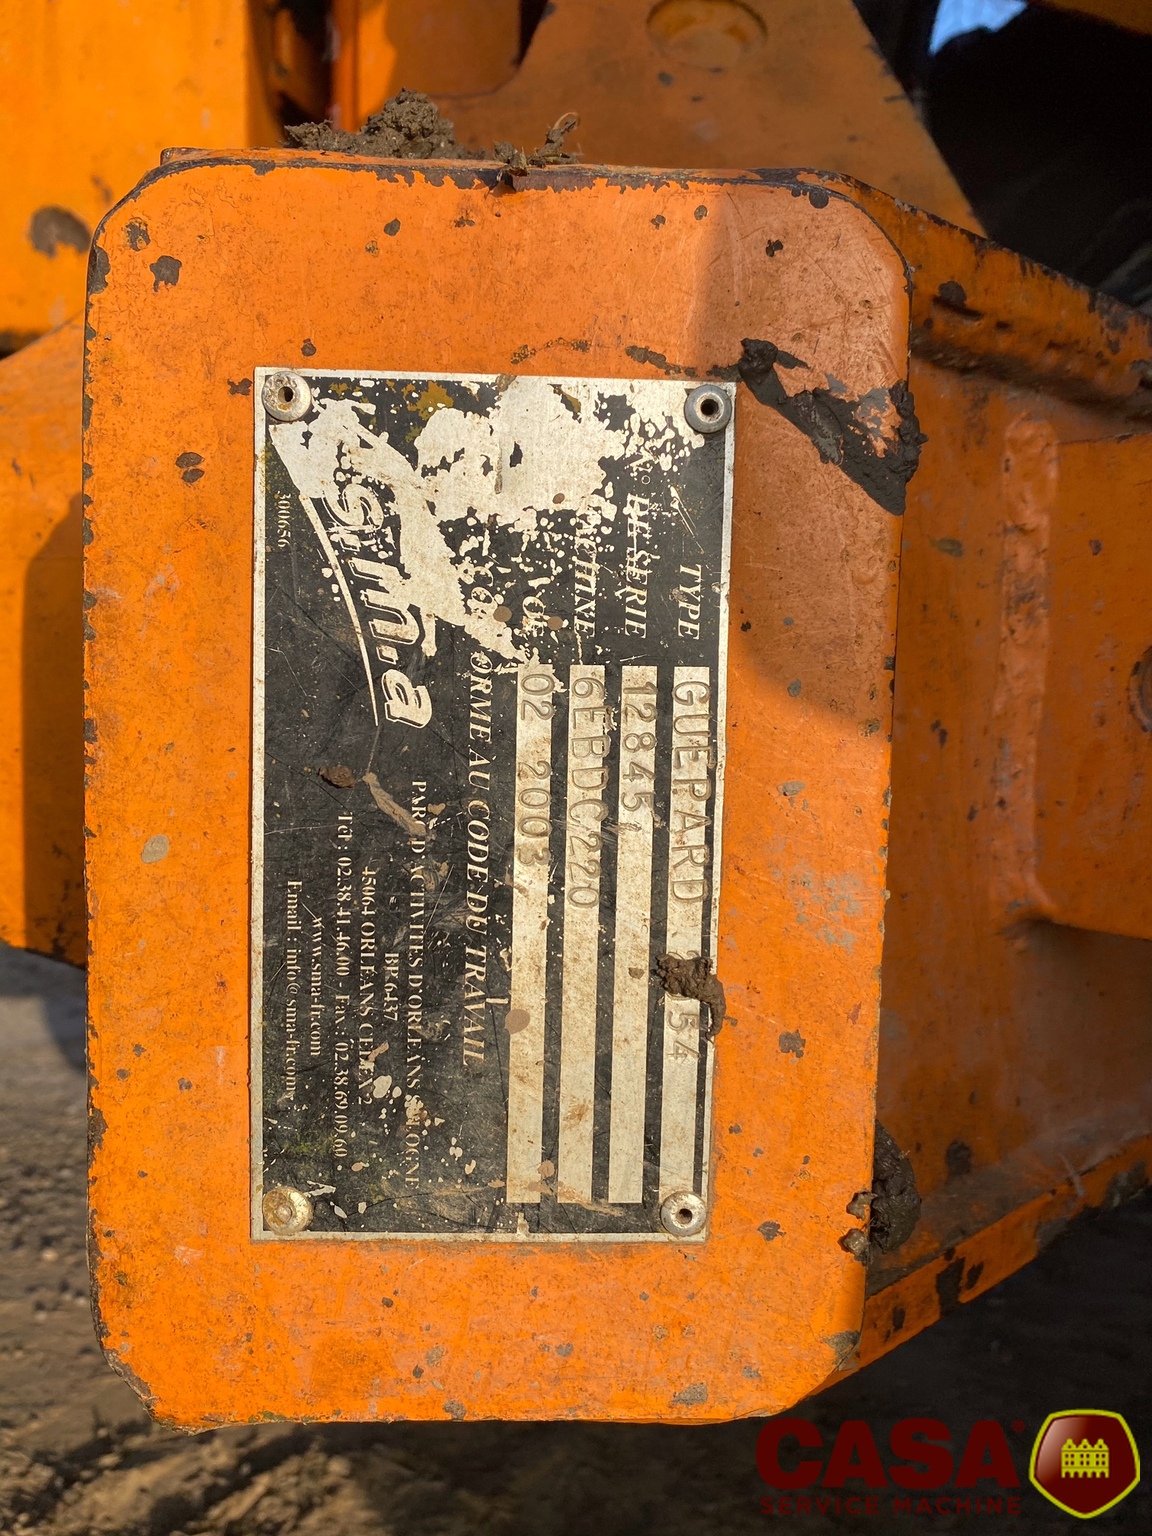 TYPE GUEPARD 54
N° DE SERIE 12845
6EBDC220
02 2003
CODE DU TRAVAIL
sma
PARC D'ACTIVITES D'ORLEANS SOLOGNE
BP 6437
45064 ORLEANS CEDEX 2
Tél : 02.38.41.46.00 - Fax : 02.38.69.09.60
www.sma-fr.com
Email : info@sma-fr.com
300656
CASA
SERVICE MACHINE